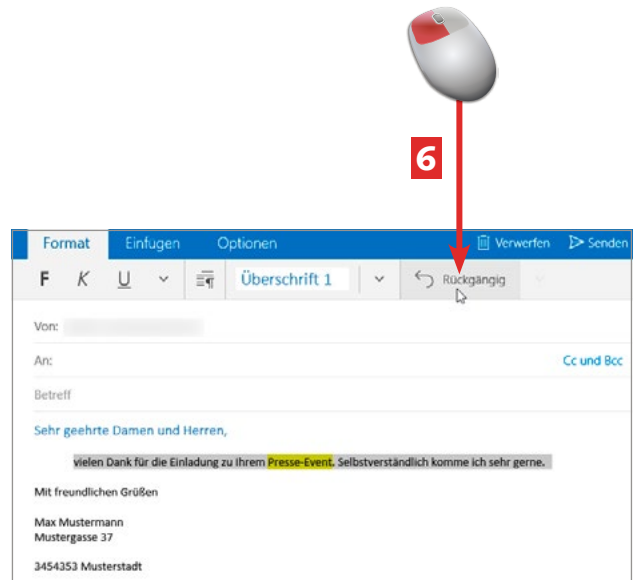 6
Format Einfügen Optionen Verwerfen Senden
F K U Überschrift 1 Rückgängig
Von:
An: Cc und Bcc
Betreff
Sehr geehrte Damen und Herren,
vielen Dank für die Einladung zu Ihrem Presse-Event. Selbstverständlich komme ich sehr gerne.
Mit freundlichen Grüßen
Max Mustermann
Mustergasse 37
3454353 Musterstadt